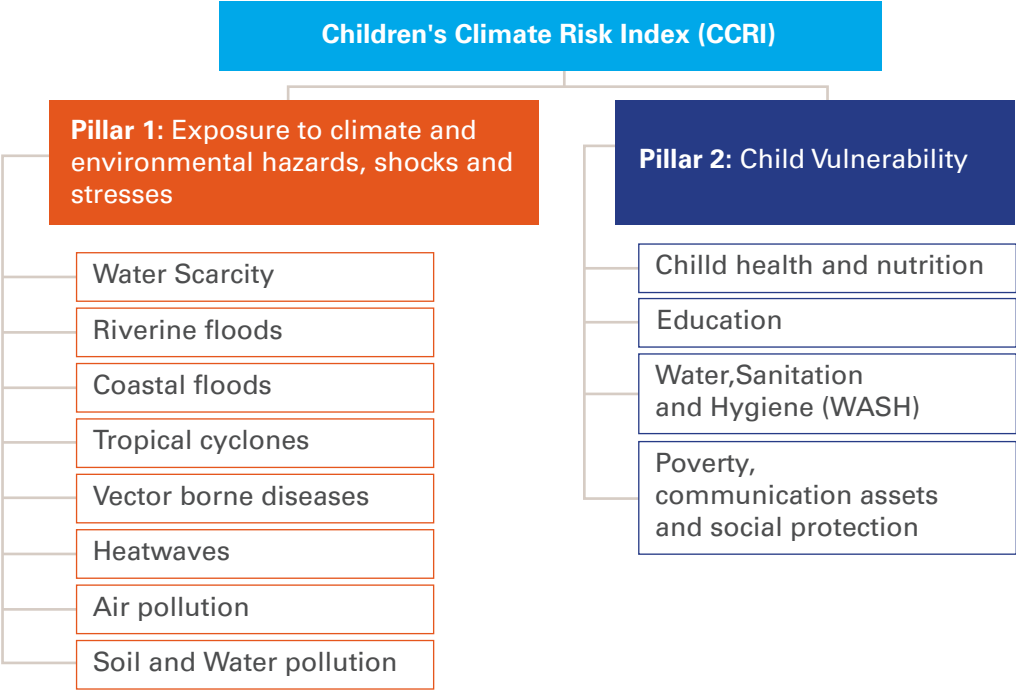 Children's Climate Risk Index (CCRI)
Pillar 1: Exposure to climate and
environmental hazards, shocks and
stresses
Water Scarcity
Riverine floods
Coastal floods
Tropical cyclones
Vector borne diseases
Heatwaves
Air pollution
Soil and Water pollution
Pillar 2: Child Vulnerability
Chilld health and nutrition
Education
Water,Sanitation
and Hygiene (WASH)
Poverty,
communication assets
and social protection